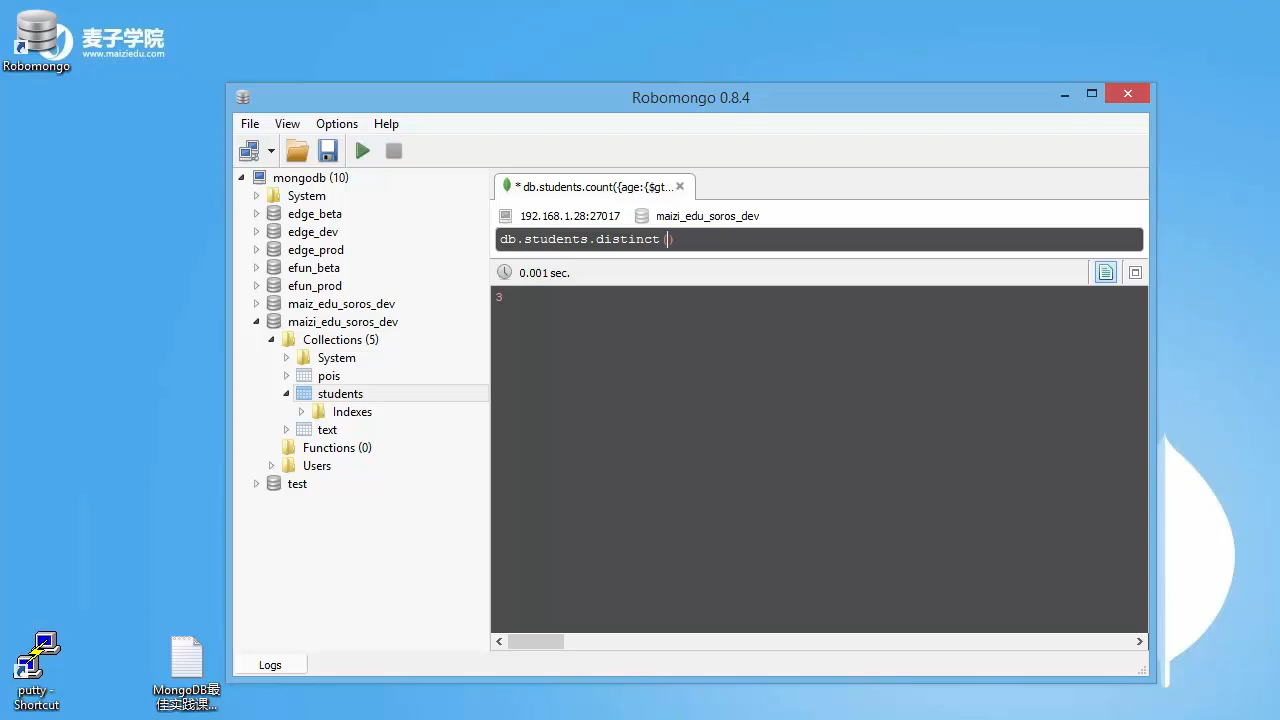 麦子学院
www.maiziedu.com
Robomongo
Robomongo 0.8.4
File View Options Help
mongodb (10)
System
edge_beta
edge_dev
edge_prod
efun_beta
efun_prod
maiz_edu_soros_dev
maizi_edu_soros_dev
Collections (5)
System
pois
students
Indexes
text
Functions (0)
Users
test
* db.students.count({age:{$gt...
192.168.1.28:27017 maizi_edu_soros_dev
db.students.distinct()
0.001 sec.
3
Logs
putty -
Shortcut
MongoDB最
佳实践课...